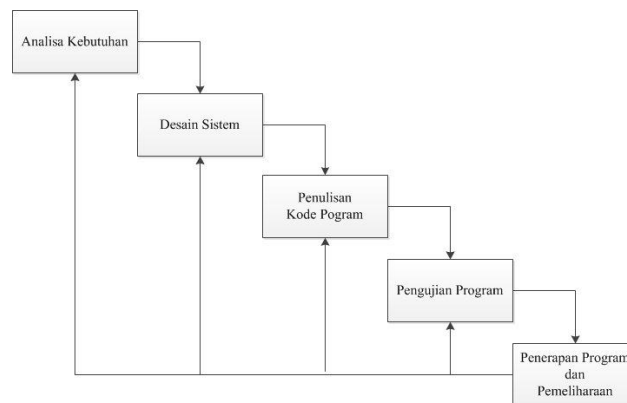 Analisa Kebutuhan
Desain Sistem
Penulisan
Kode Pogram
Pengujian Program
Penerapan Program
dan
Pemeliharaan